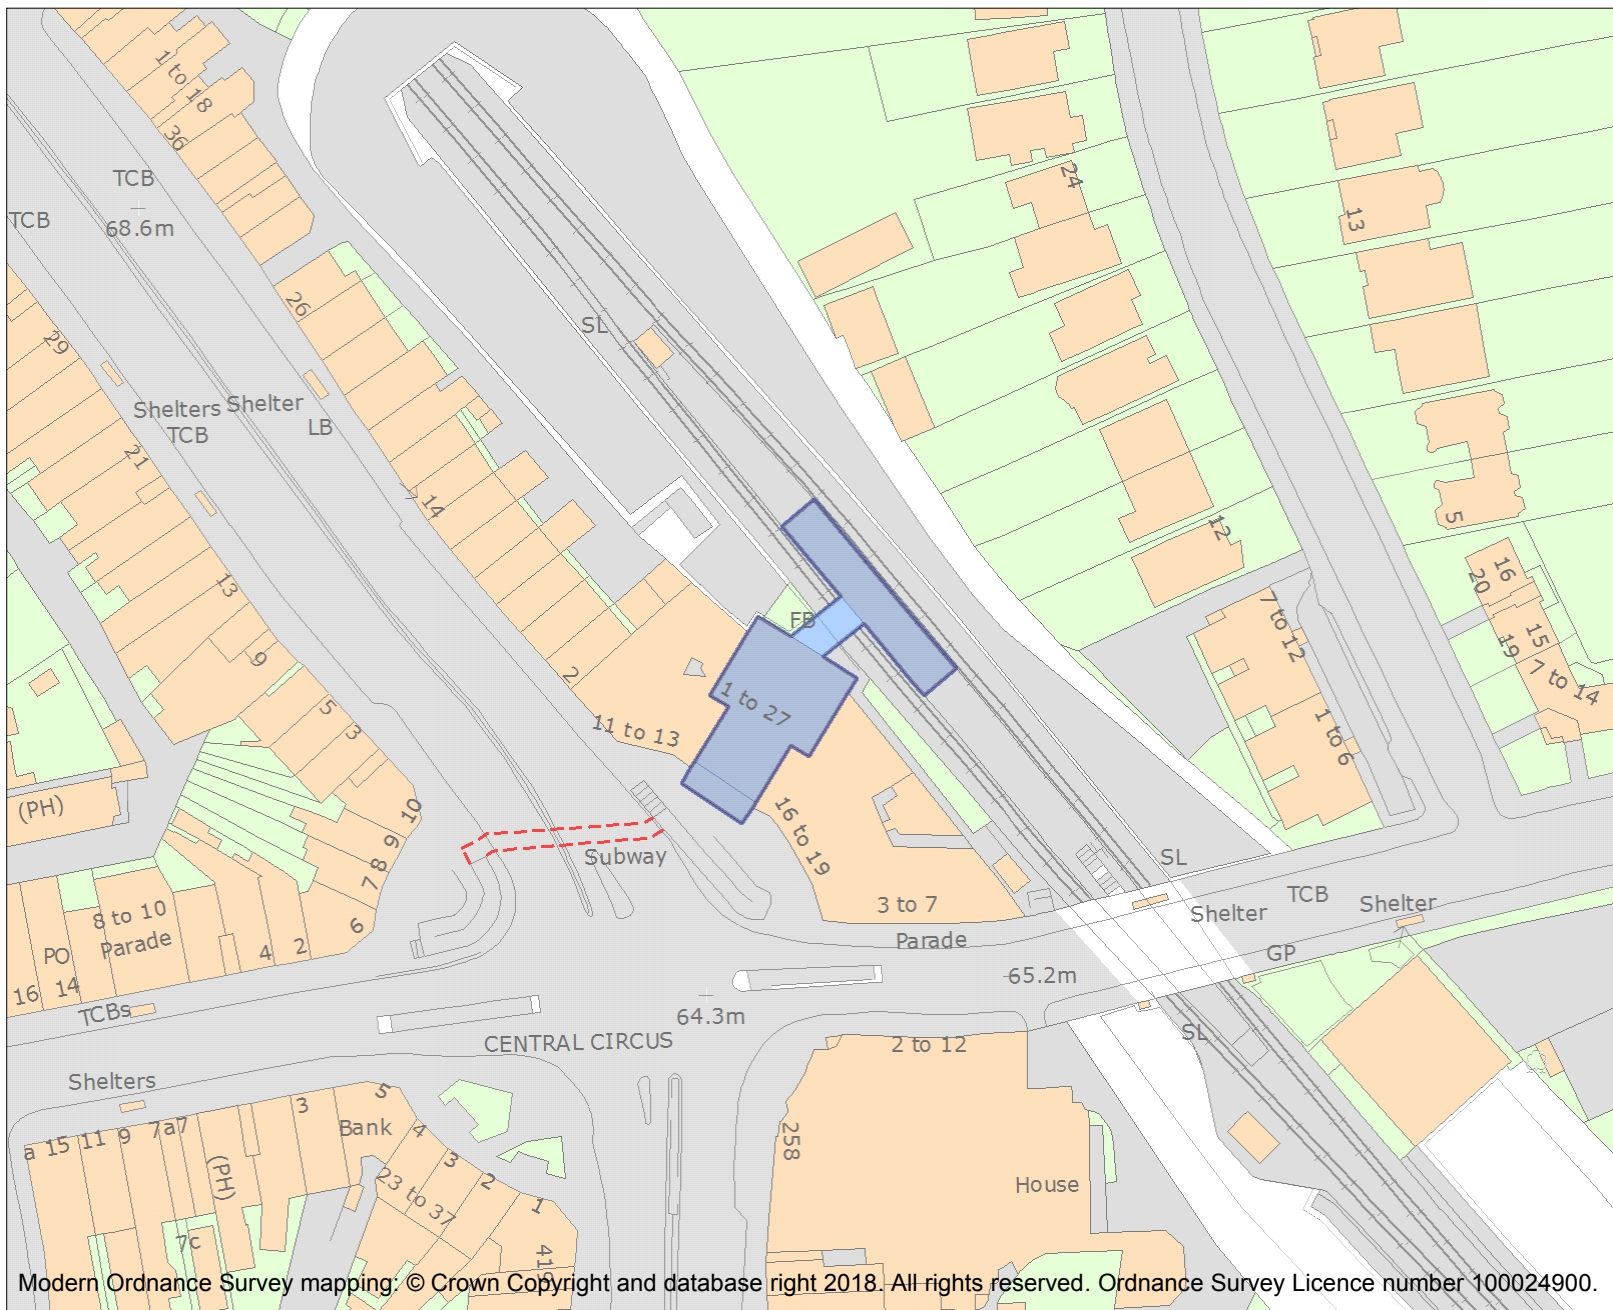 1 to 18
36
24
TCB
TCB
68.6m
13
26
SL
29
Shelters Shelter
TCB
LB
21
14
5
12
16
20
13
7 to 12
15
19
FB
9
2
7 to 14
1 to 27
5
3
11 to 13
1 to 6
(PH)
10
16 to 19
9
8
7
Subway
SL
TCB
Shelter
Shelter
8 to 10
Parade
3 to 7
6
4
2
PO
Parade
GP
16
14
65.2m
TCBs
64.3m
SL
CENTRAL CIRCUS
2 to 12
Shelters
5
3
Bank
4
a 15 11 9 7a7
258
3
(PH)
23 to 37
2
House
1
7c
419
Modern Ordnance Survey mapping: © Crown Copyright and database right 2018. All rights reserved. Ordnance Survey Licence number 100024900.